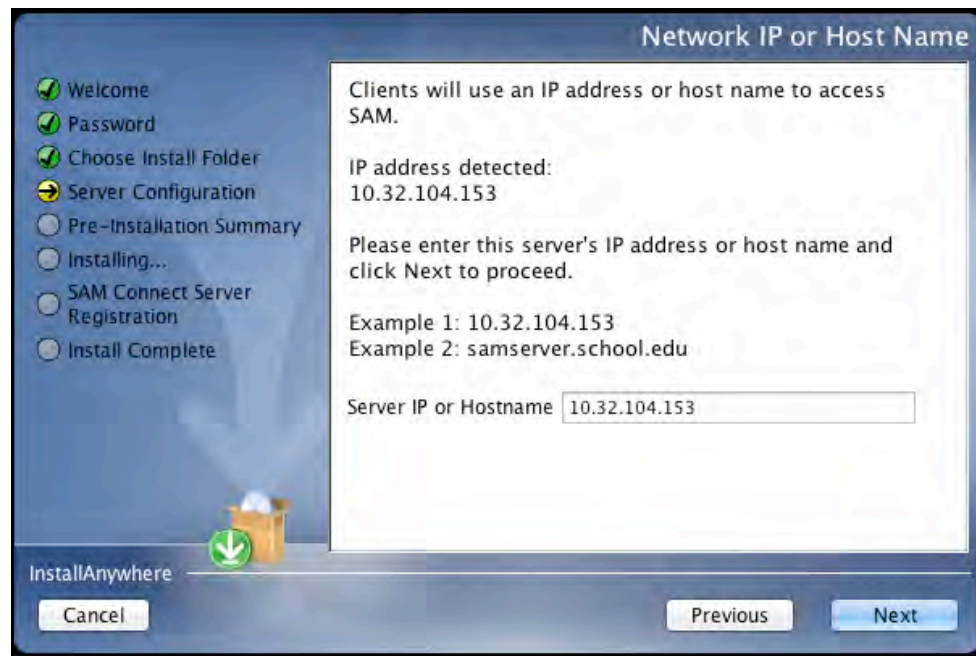 Network IP or Host Name
Welcome
Password
Choose Install Folder
Server Configuration
Pre-Installation Summary
Installing...
SAM Connect Server
Registration
Install Complete
Clients will use an IP address or host name to access
SAM.
IP address detected:
10.32.104.153
Please enter this server's IP address or host name and
click Next to proceed.
Example 1: 10.32.104.153
Example 2: samserver.school.edu
Server IP or Hostname 10.32.104.153
InstallAnywhere
Cancel Previous Next